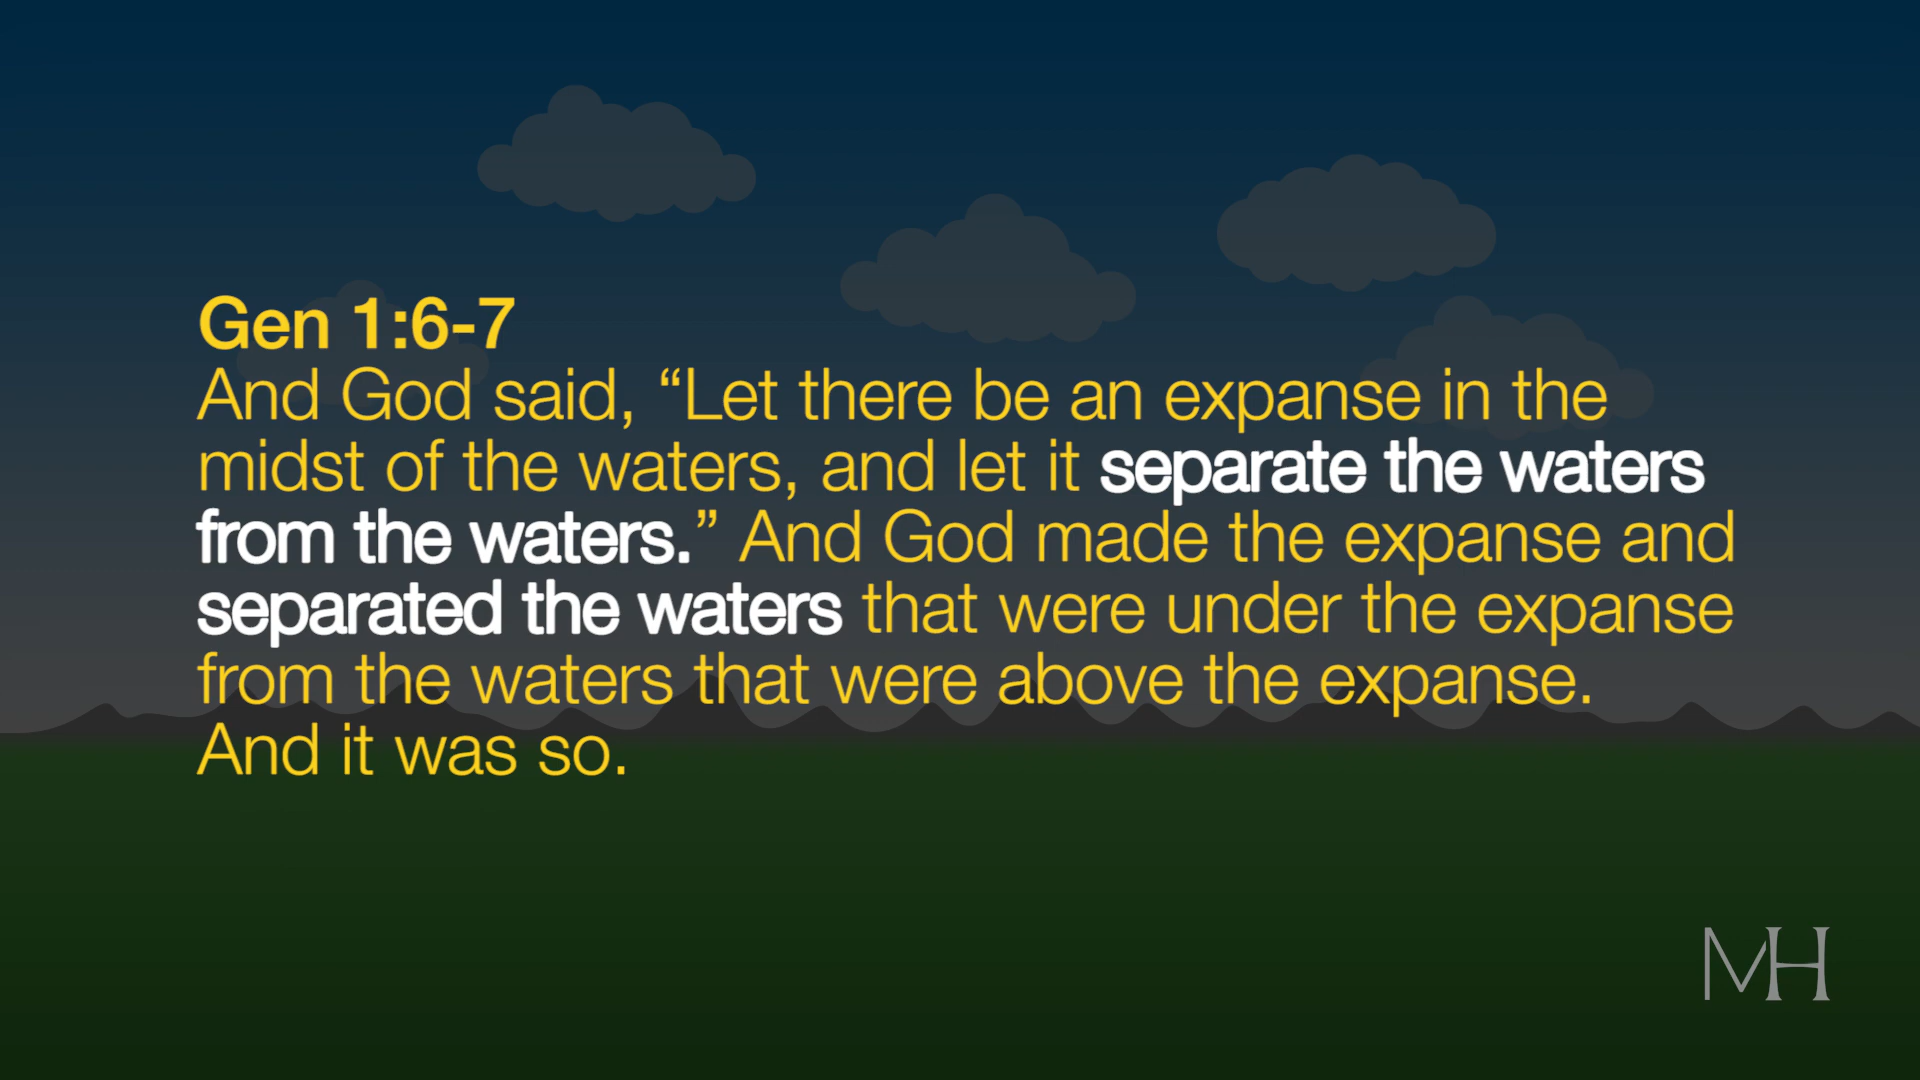 Gen 1:6-7
And God said, “Let there be an expanse in the
midst of the waters, and let it separate the waters
from the waters.” And God made the expanse and
separated the waters that were under the expanse
from the waters that were above the expanse.
And it was so.
MH